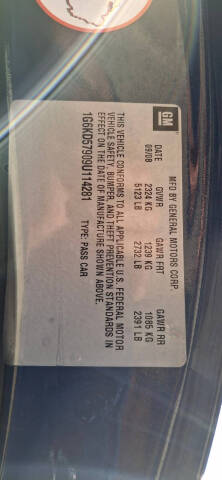 GM
MFD BY GENERAL MOTORS CORP.
DATE GVWR GAWR FRT GAWR RR
09/08 2324 KG 1239 KG 1085 KG
5123 LB 2732 LB 2391 LB
THIS VEHICLE CONFORMS TO ALL APPLICABLE U.S. FEDERAL MOTOR
VEHICLE SAFETY, BUMPER, AND THEFT PREVENTION STANDARDS IN
EFFECT ON THE DATE OF MANUFACTURE SHOWN ABOVE.
1G6KD57909U114281 TYPE: PASS CAR